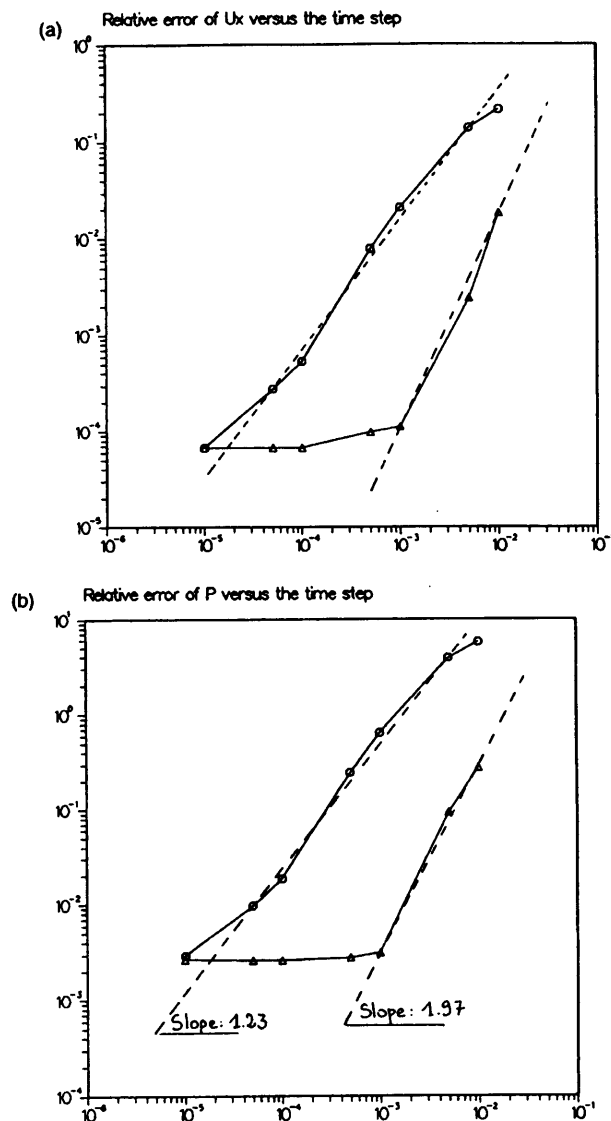 (a) Relative error of Ux versus the time step
10⁰
10⁻¹
10⁻²
10⁻³
10⁻⁴
10⁻⁵
10⁻⁶ 10⁻⁵ 10⁻⁴ 10⁻³ 10⁻² 10⁻
(b) Relative error of P versus the time step
10¹
10⁰
10⁻¹
10⁻²
10⁻³
Slope: 1.23 Slope: 1.97
10⁻⁴
10⁻⁶ 10⁻⁵ 10⁻⁴ 10⁻³ 10⁻² 10⁻¹